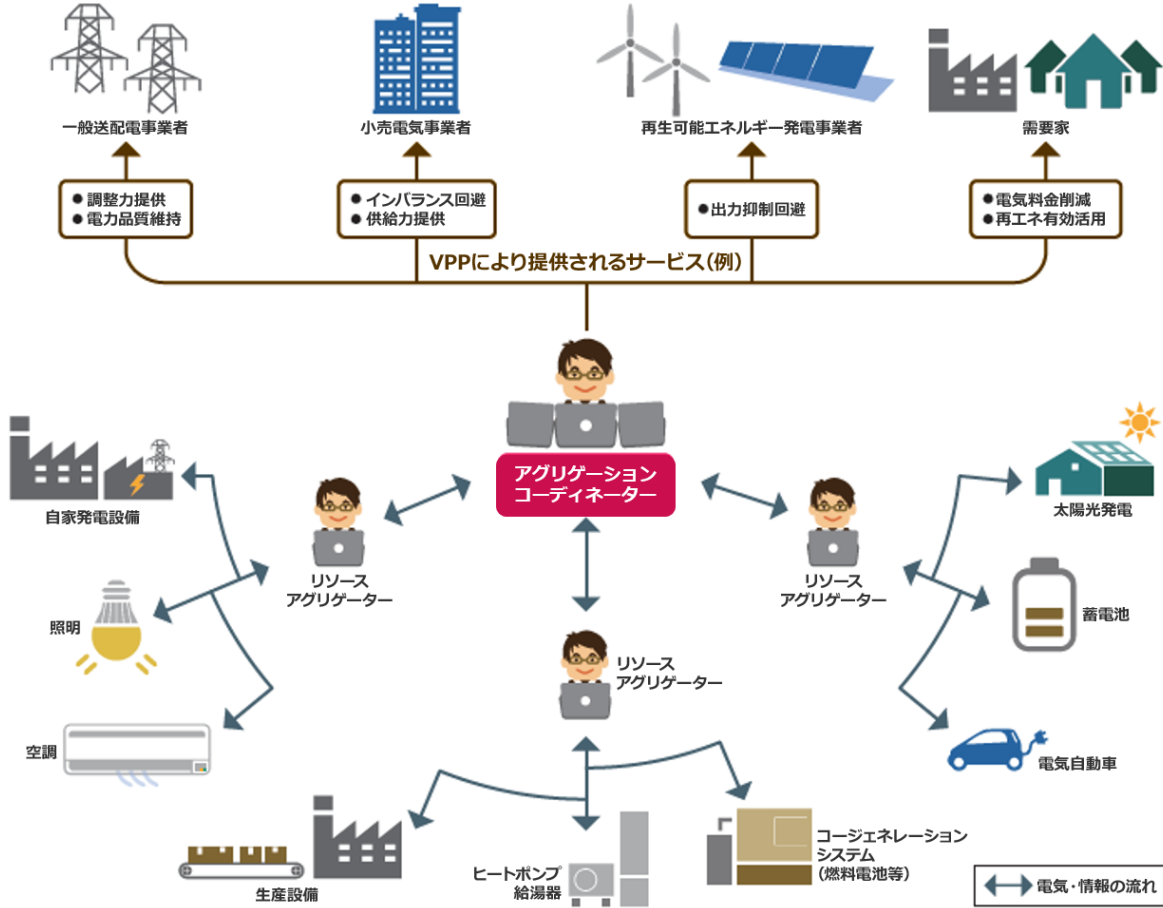 一般送配電事業者
小売電気事業者
再生可能エネルギー発電事業者
需要家
●調整力提供
●電力品質維持
●インバランス回避
●供給力提供
●出力抑制回避
●電気料金削減
●再エネ有効活用
VPPにより提供されるサービス(例)
アグリゲーション
コーディネーター
自家発電設備
リソース
アグリゲーター
リソース
アグリゲーター
太陽光発電
照明
蓄電池
リソース
アグリゲーター
空調
電気自動車
生産設備
ヒートポンプ
給湯器
コージェネレーション
システム
(燃料電池等)
電気・情報の流れ